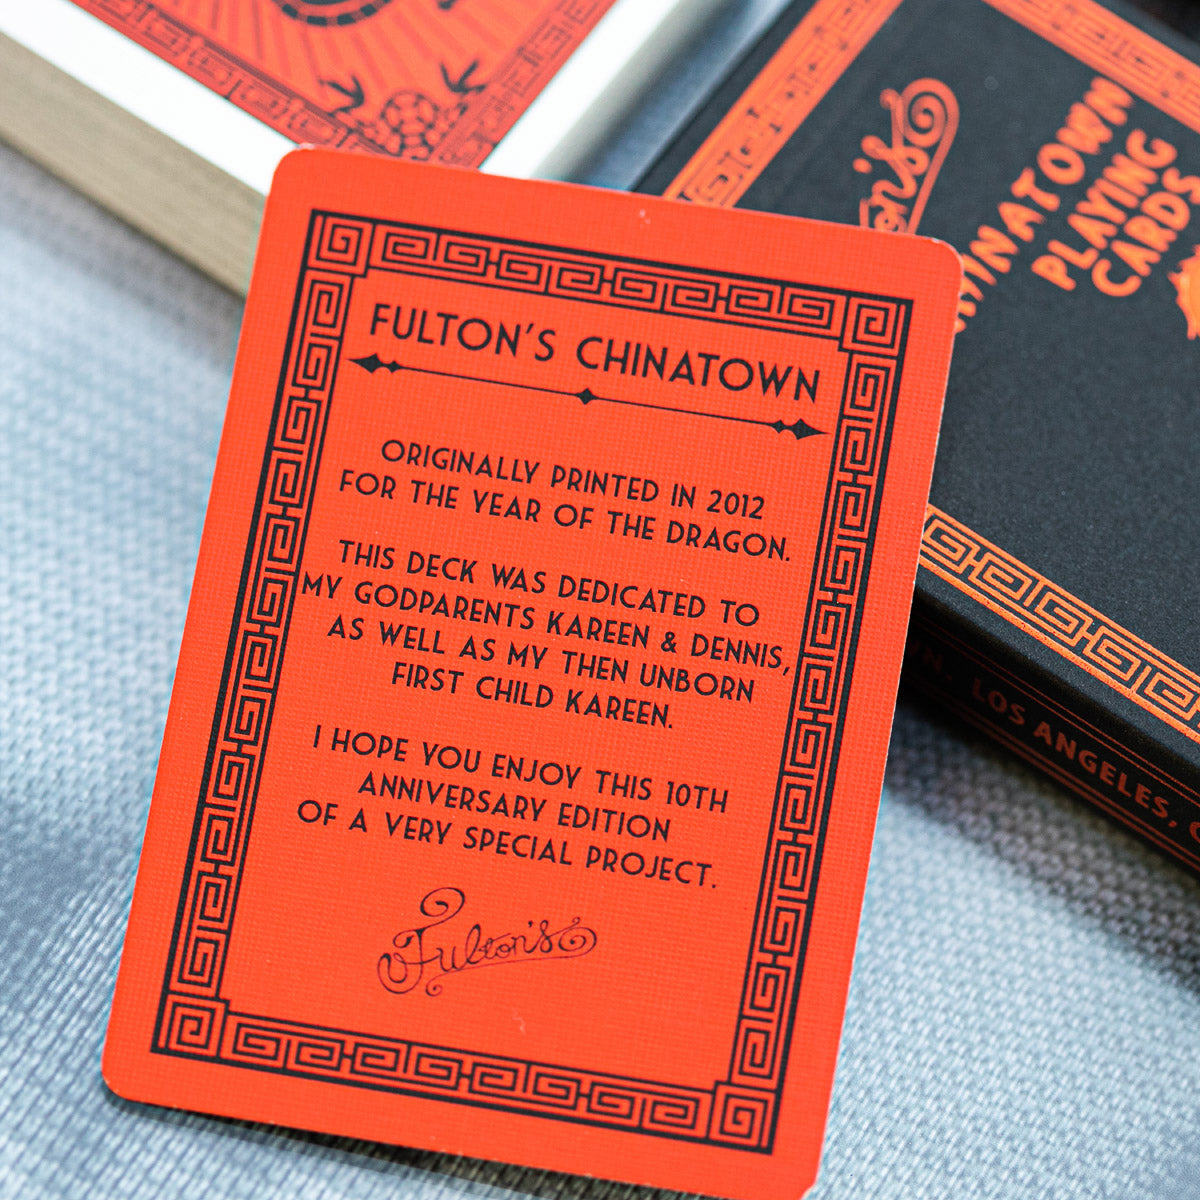 FULTON'S CHINATOWN
ORIGINALLY PRINTED IN 2012
FOR THE YEAR OF THE DRAGON.
THIS DECK WAS DEDICATED TO
MY GODPARENTS KAREEN & DENNIS,
AS WELL AS MY THEN UNBORN
FIRST CHILD KAREEN.
I HOPE YOU ENJOY THIS 10TH
ANNIVERSARY EDITION
OF A VERY SPECIAL PROJECT.
Fulton's
PLAYING
CARDS
LOS ANGELES,